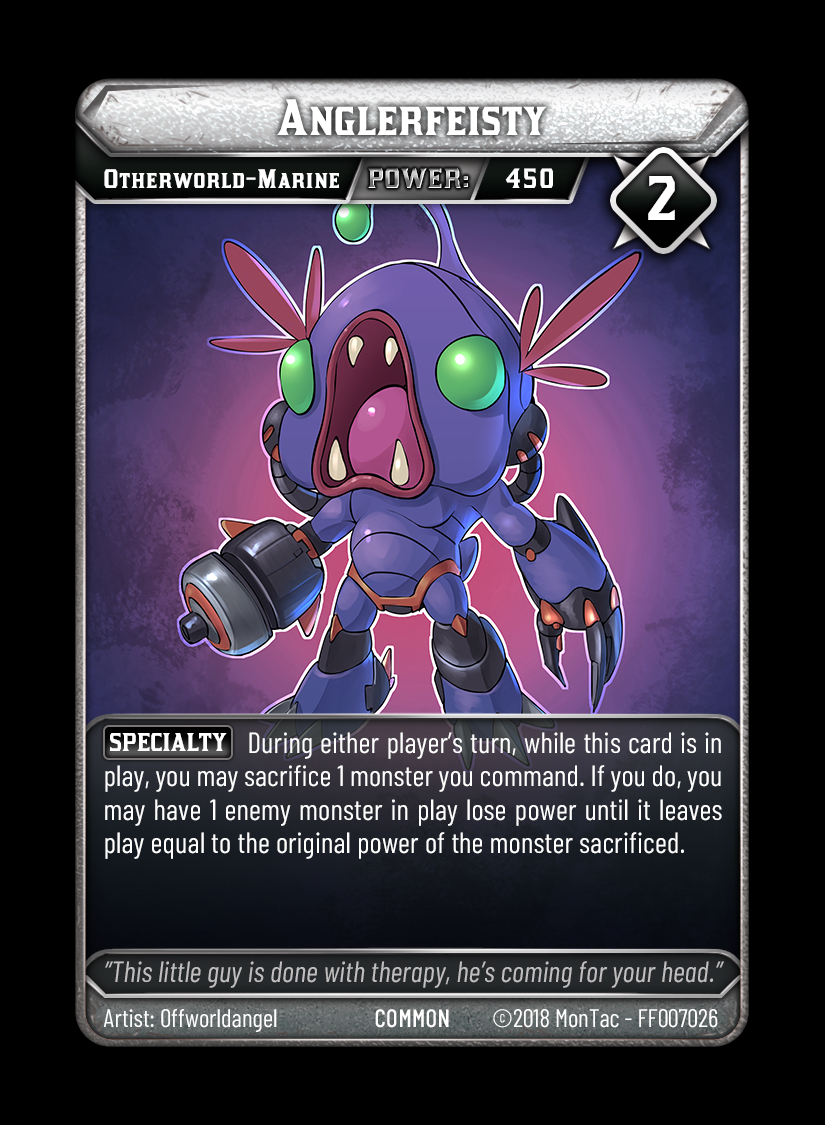 Anglerfeisty
Otherworld-Marine POWER: 450
2
SPECIALTY During either player's turn, while this card is in
play, you may sacrifice 1 monster you command. If you do, you
may have 1 enemy monster in play lose power until it leaves
play equal to the original power of the monster sacrificed.
"This little guy is done with therapy, he's coming for your head."
Artist: Offworldangel COMMON ©2018 MonTac - FF007026